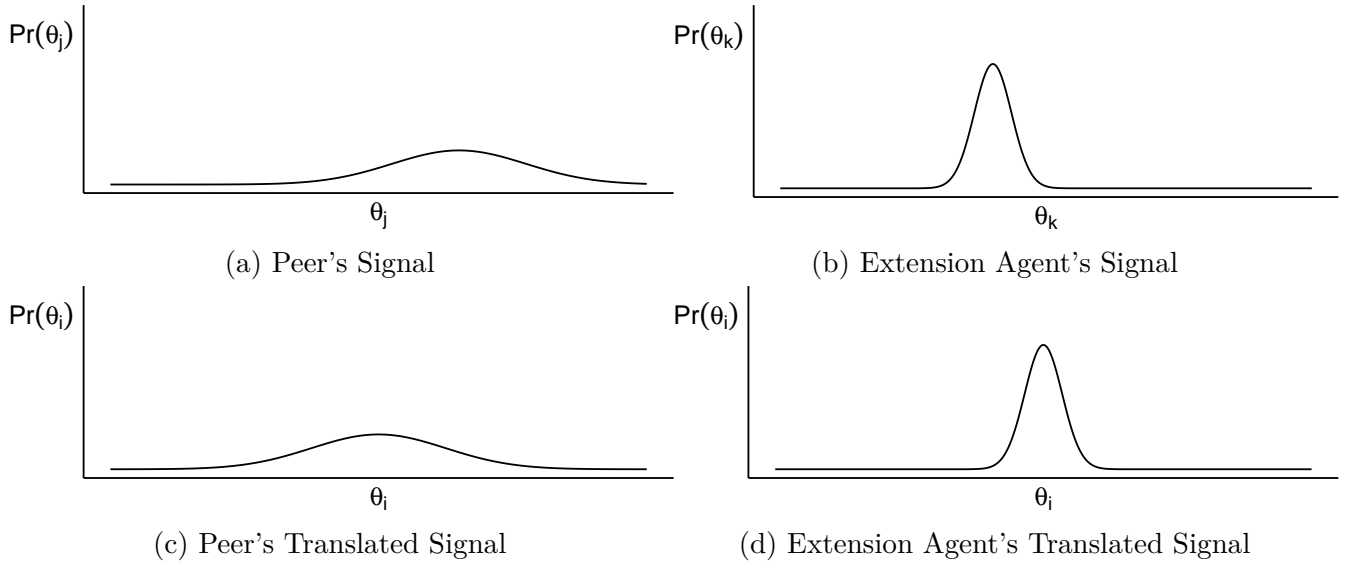 Pr(θj)
θj
(a) Peer's Signal
Pr(θk)
θk
(b) Extension Agent's Signal
Pr(θi)
θi
(c) Peer's Translated Signal
Pr(θi)
θi
(d) Extension Agent's Translated Signal